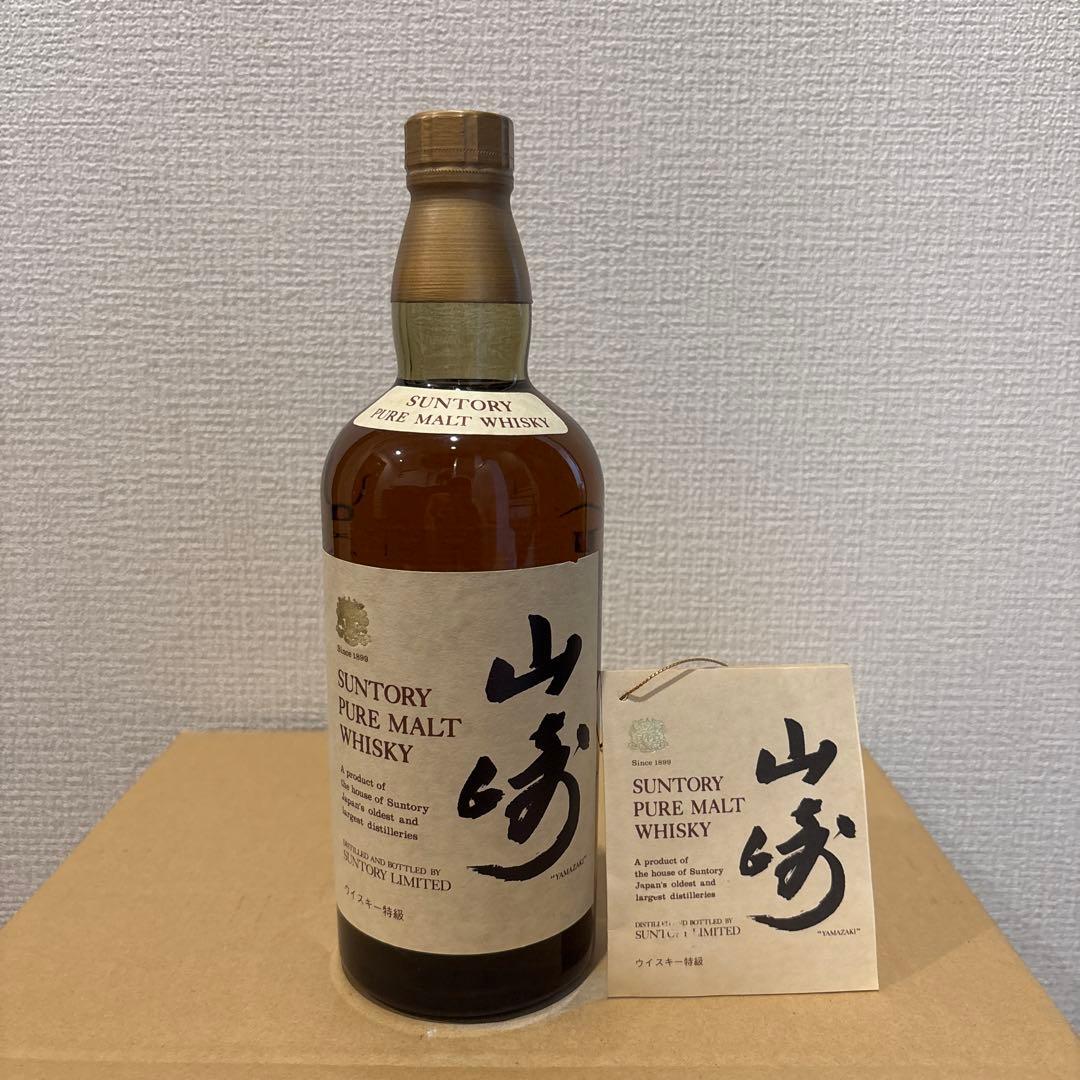 SUNTORY
PURE MALT WHISKY
Since 1899
SUNTORY
PURE MALT
WHISKY
A product of
the house of Suntory
Japan's oldest and
largest distilleries
DISTILLED AND BOTTLED BY
SUNTORY LIMITED
ウイスキー特級
山崎
"YAMAZAKI"
Since 1899
SUNTORY
PURE MALT
WHISKY
A product of
the house of Suntory
Japan's oldest and
largest distilleries
DISTILLED AND BOTTLED BY
SUNTORY LIMITED
ウイスキー特級
山崎
"YAMAZAKI"